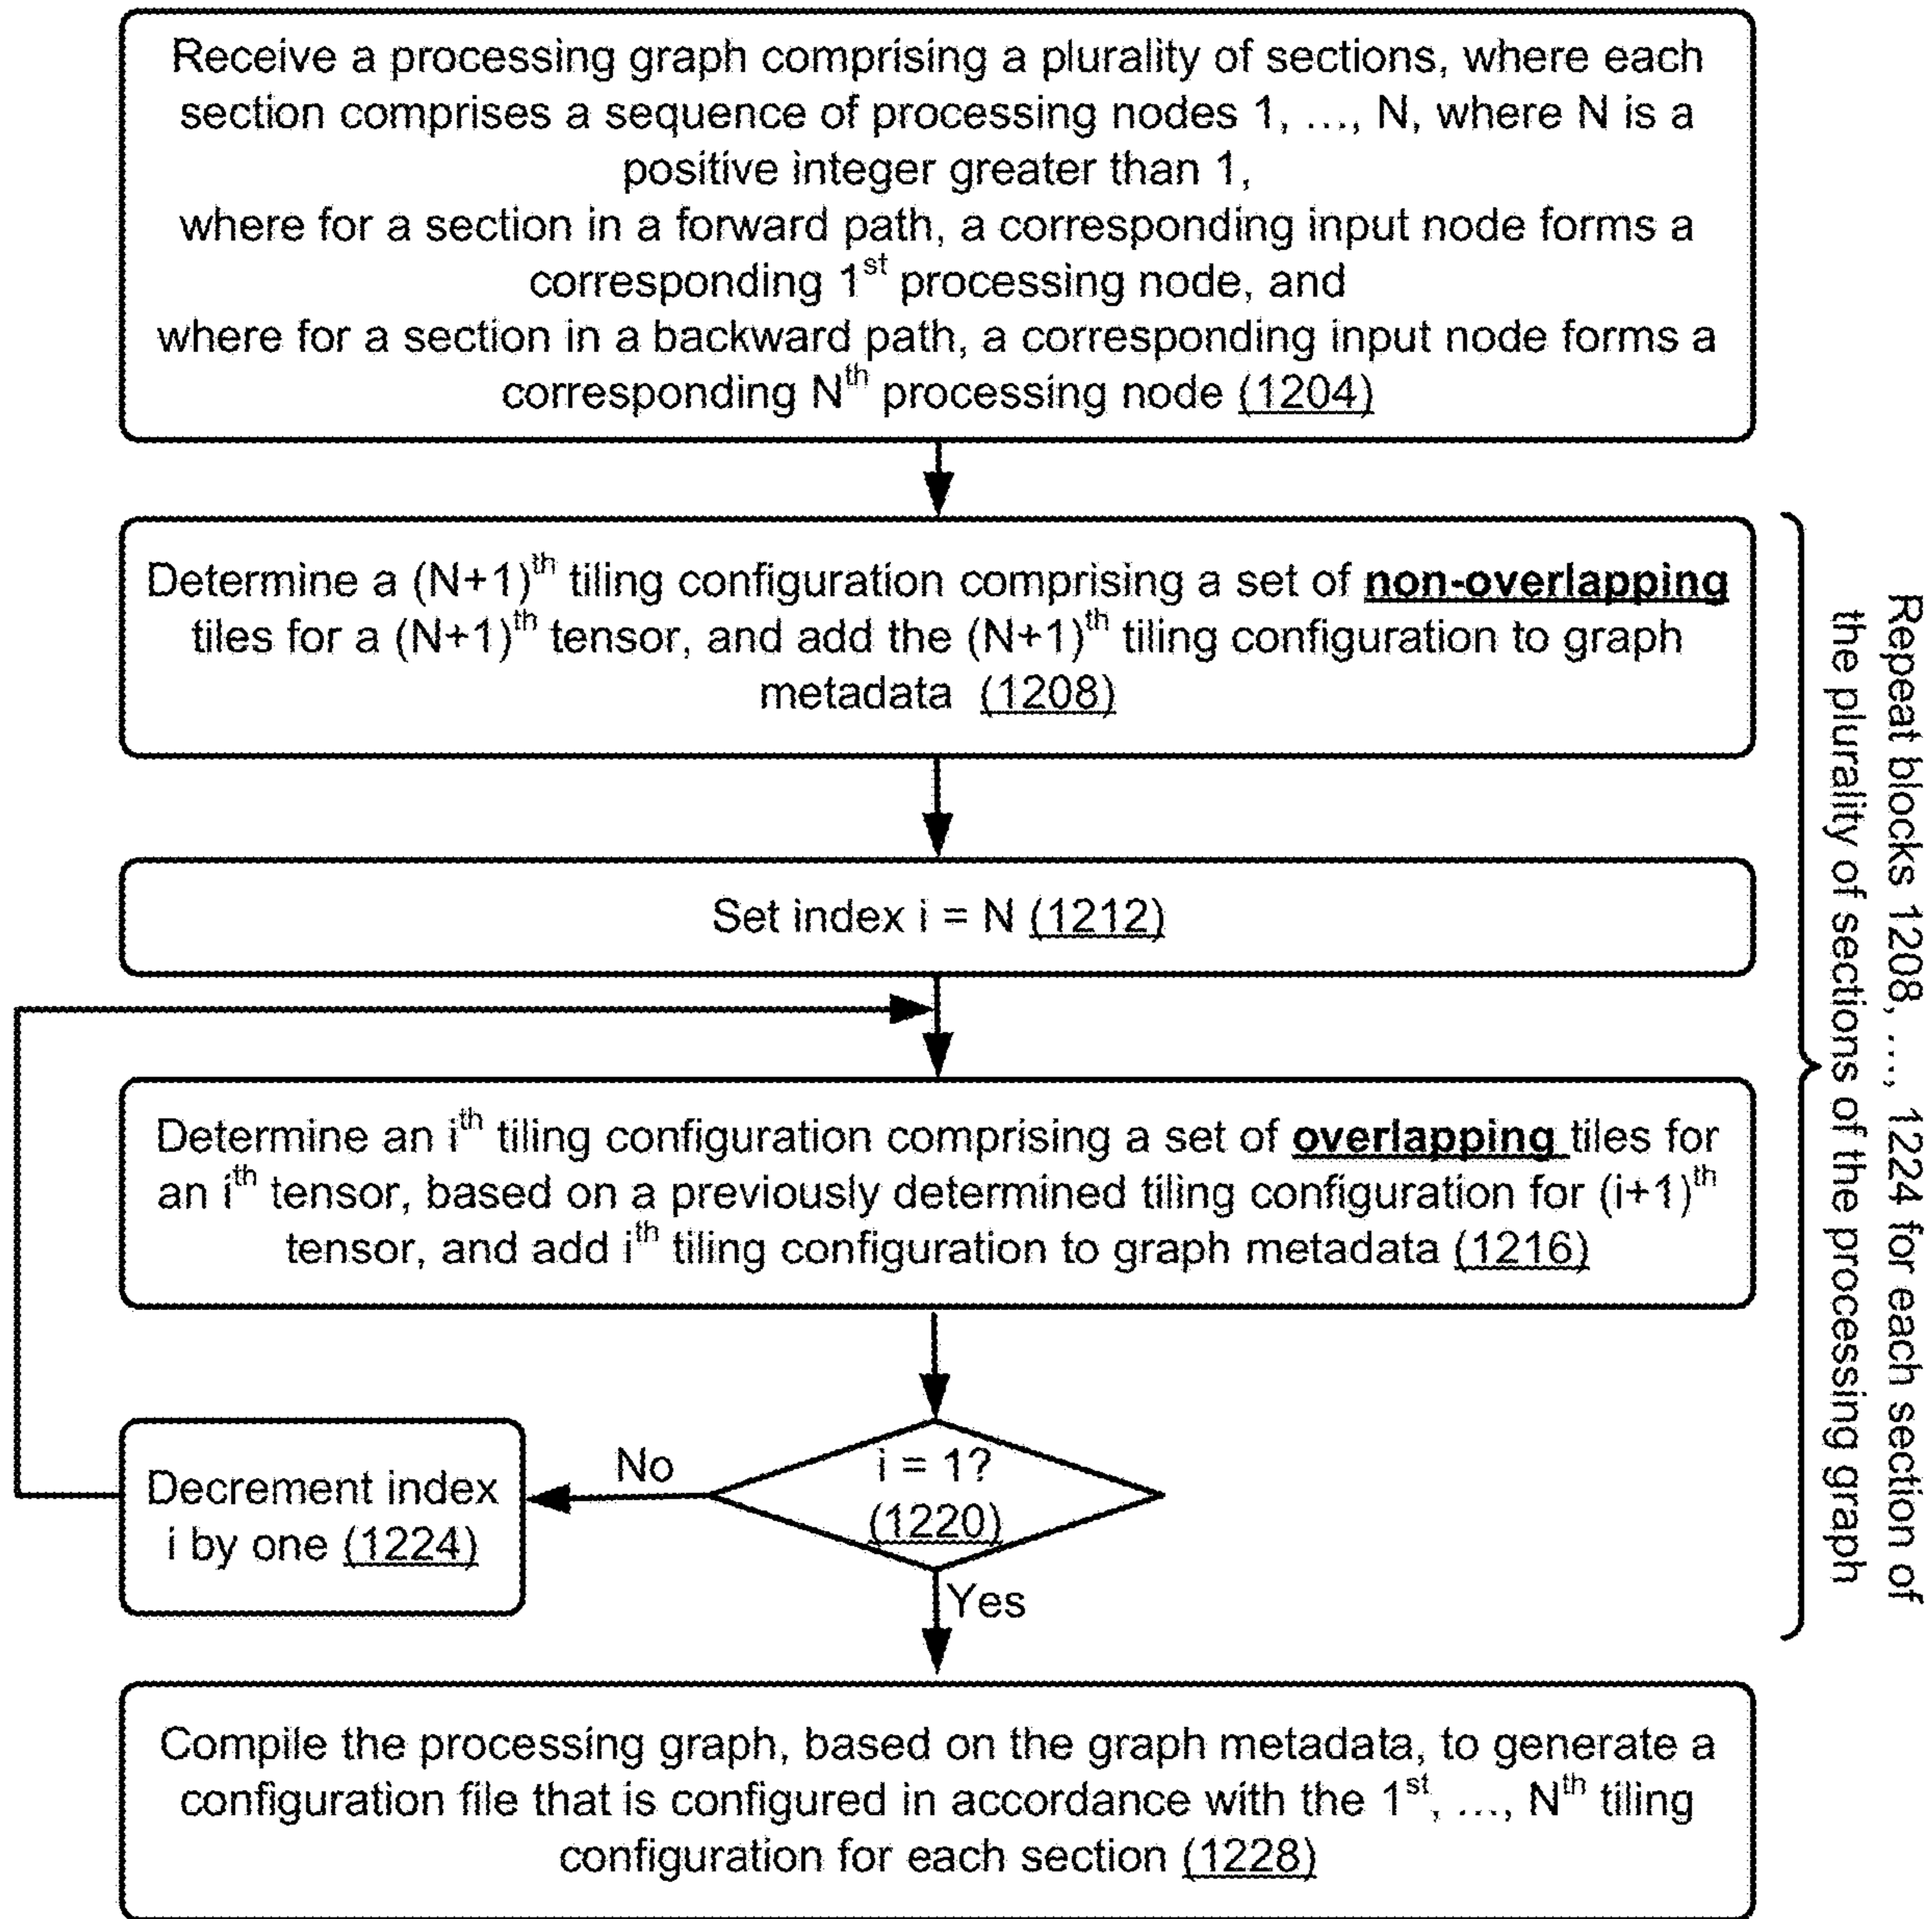 Receive a processing graph comprising a plurality of sections, where each
section comprises a sequence of processing nodes 1, ..., N, where N is a
positive integer greater than 1,
where for a section in a forward path, a corresponding input node forms a
corresponding 1st processing node, and
where for a section in a backward path, a corresponding input node forms a
corresponding Nth processing node (1204)
Determine a (N+1)th tiling configuration comprising a set of non-overlapping
tiles for a (N+1)th tensor, and add the (N+1)th tiling configuration to graph
metadata (1208)
Set index i = N (1212)
Determine an ith tiling configuration comprising a set of overlapping tiles for
an ith tensor, based on a previously determined tiling configuration for (i+1)th
tensor, and add ith tiling configuration to graph metadata (1216)
i = 1?
(1220)
No
Decrement index
i by one (1224)
Yes
Compile the processing graph, based on the graph metadata, to generate a
configuration file that is configured in accordance with the 1st, ..., Nth tiling
configuration for each section (1228)
Repeat blocks 1208, ..., 1224 for each section of
the plurality of sections of the processing graph